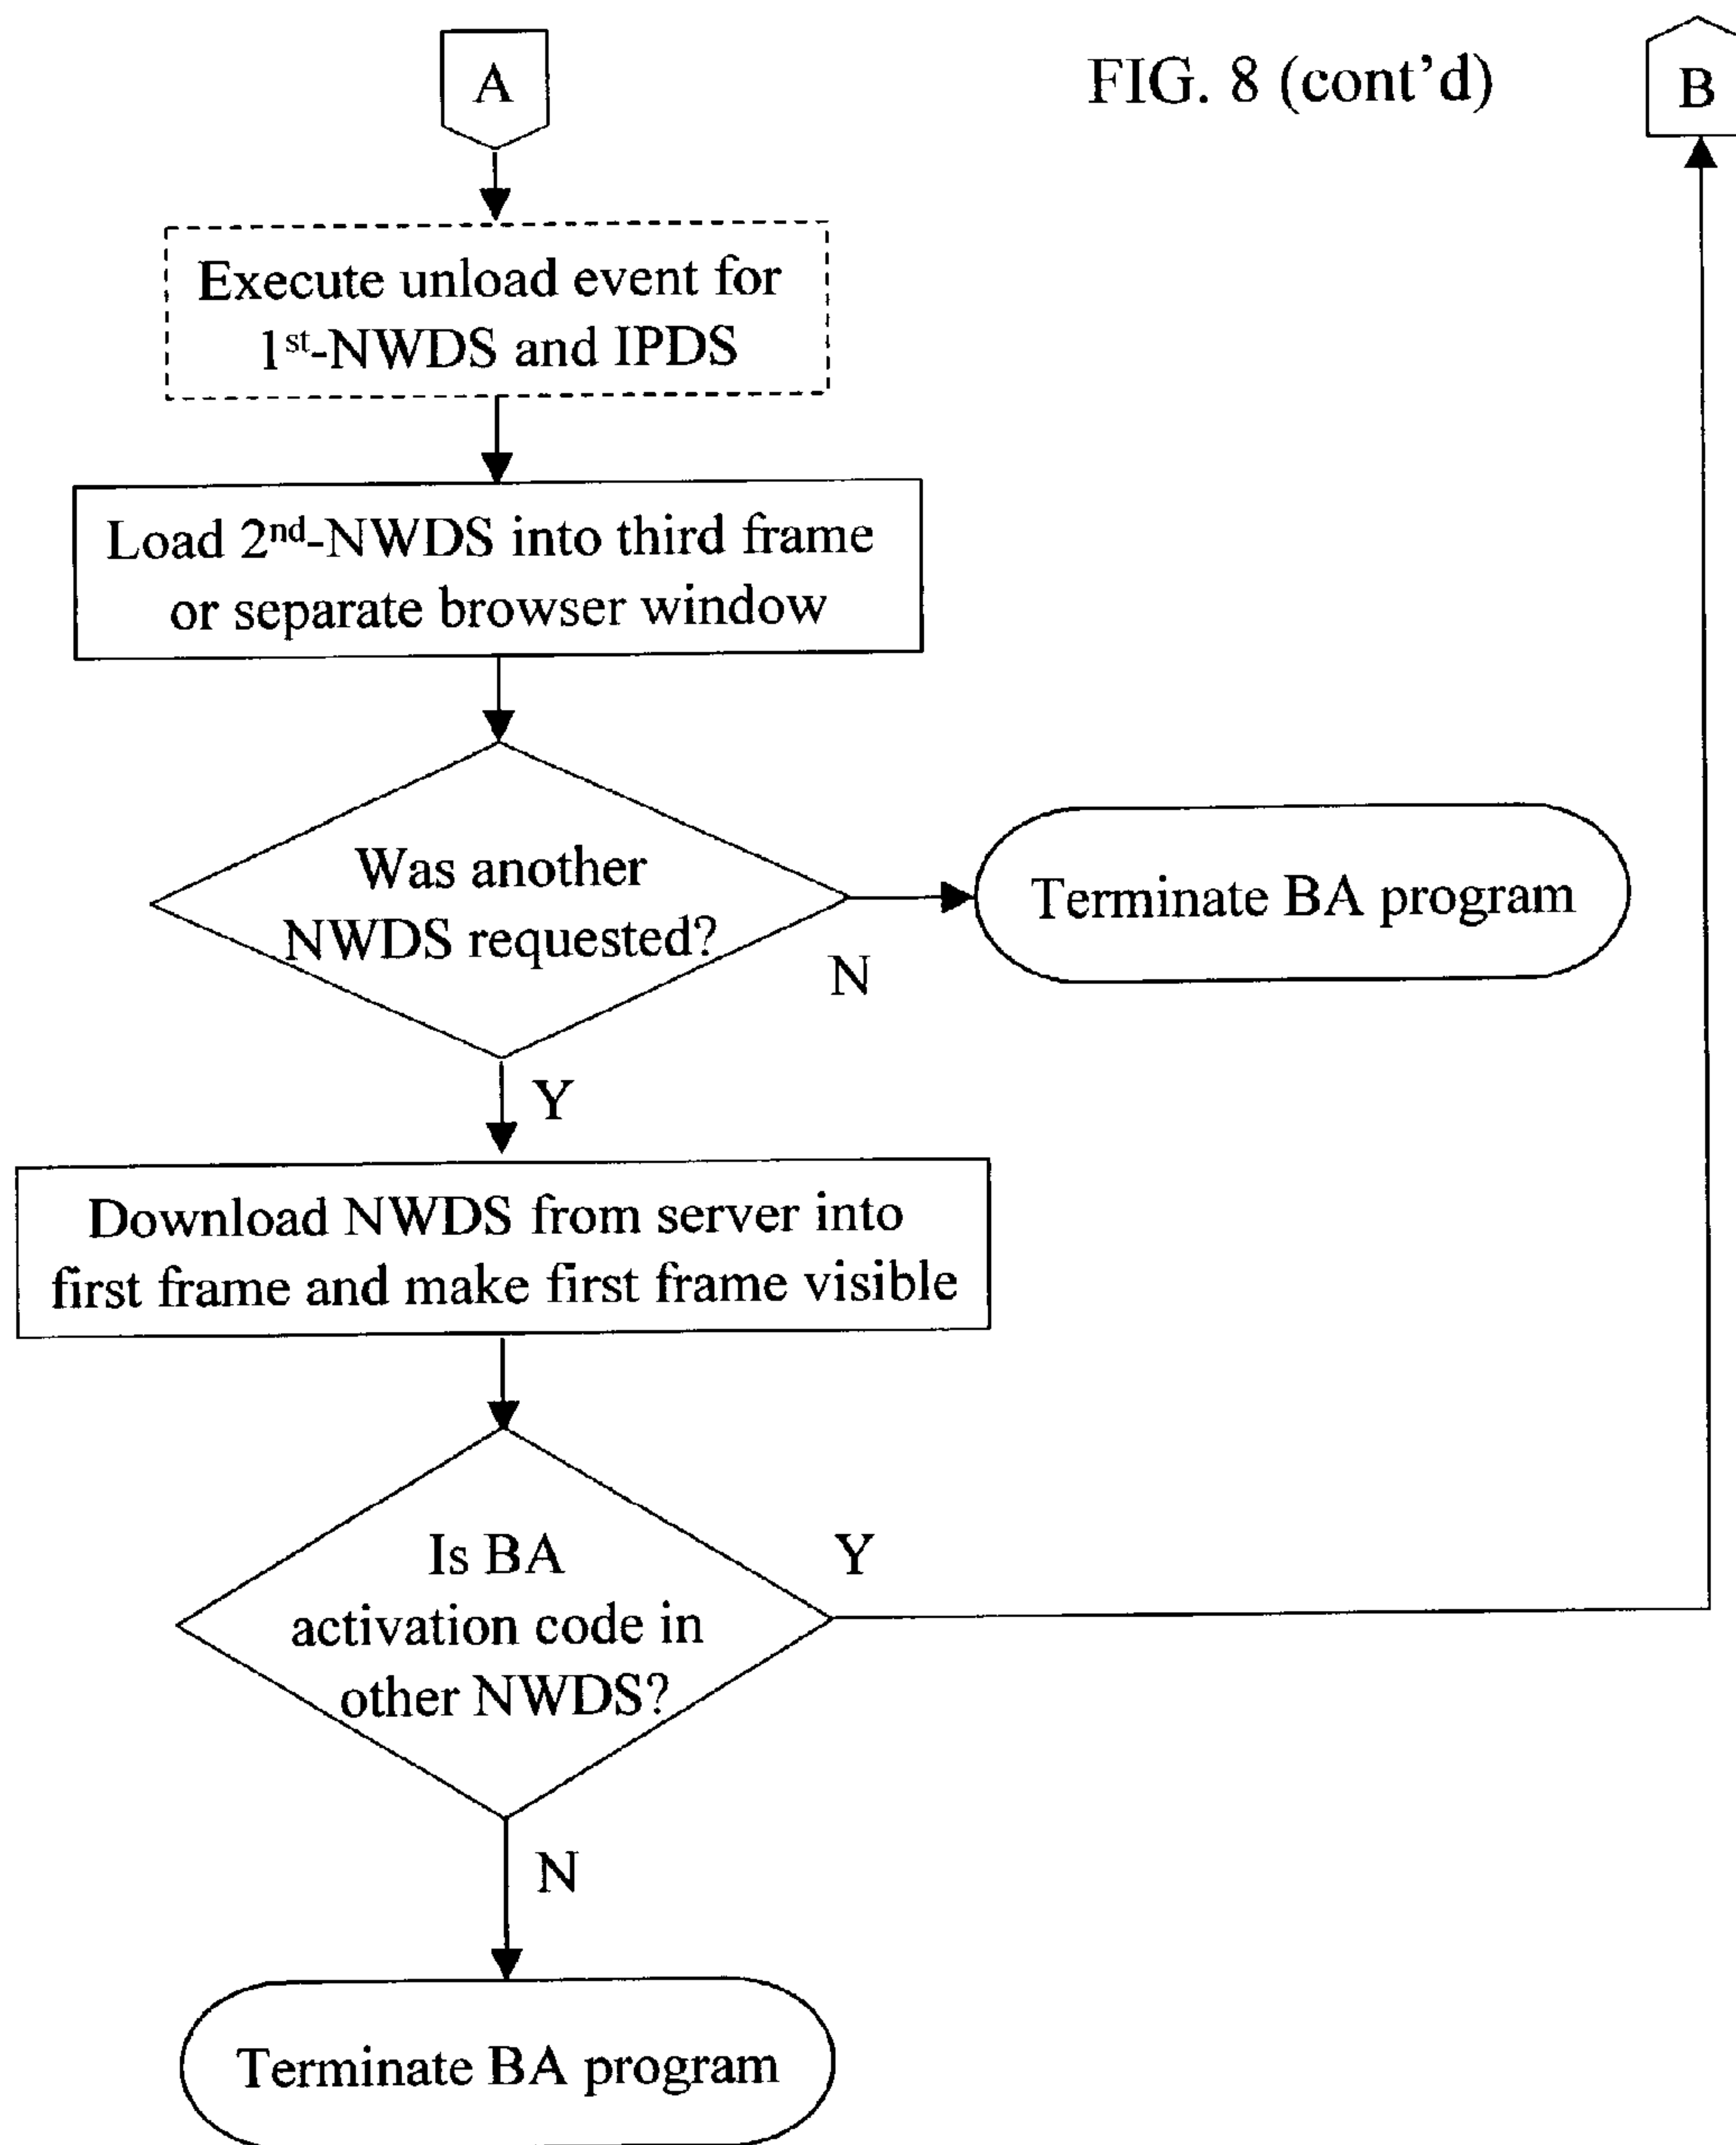 A
FIG. 8 (cont’d)
B
Execute unload event for
1st-NWDS and IPDS
Load 2nd-NWDS into third frame
or separate browser window
Was another
NWDS requested?
Terminate BA program
N
Y
Download NWDS from server into
first frame and make first frame visible
Is BA
activation code in
other NWDS?
Y
N
Terminate BA program